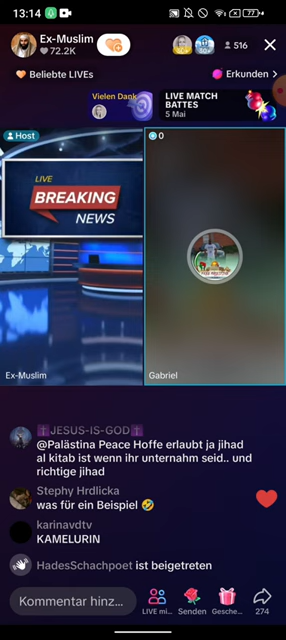 13:14
77
Ex-Muslim
72.2K
516
Beliebte LIVEs
Erkunden
Vielen Dank
LIVE MATCH
BATTES
5 Mai
Host
0
LIVE
BREAKING
NEWS
Ex-Muslim
Gabriel
JESUS-IS-GOD
@Palästina Peace Hoffe erlaubt ja jihad
al kitab ist wenn ihr unternahm seid.. und
richtige jihad
Stephy Hrdlicka
was für ein Beispiel 🤣
karinavdtv
KAMELURIN
HadesSchachpoet ist beigetreten
Kommentar hinz...
LIVE mi...
Senden
Gesche...
274